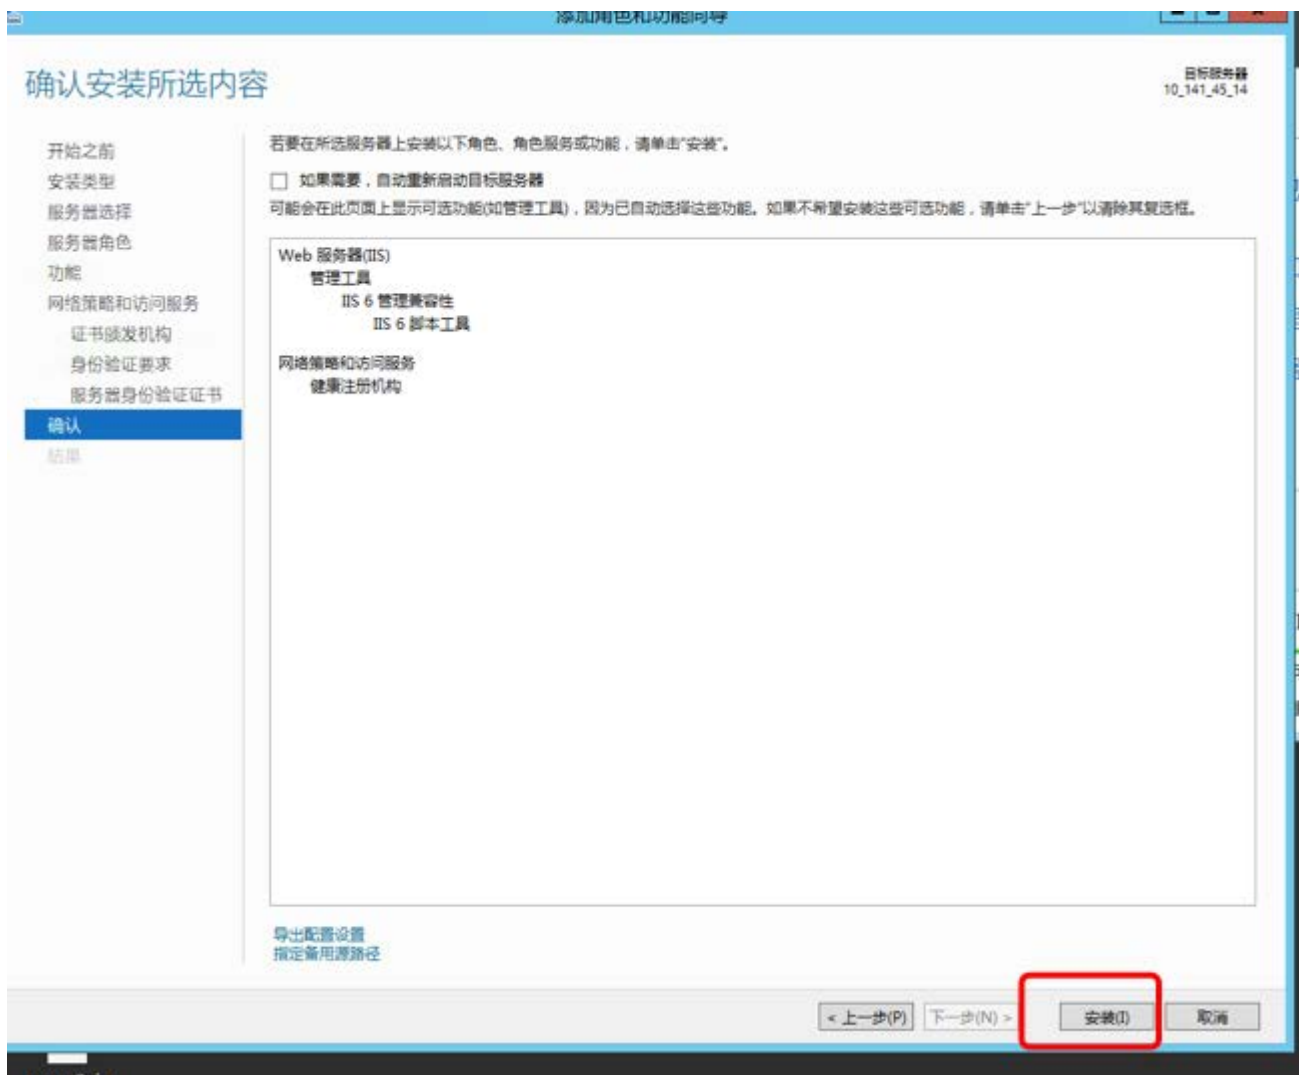 添加角色和功能向导
确认安装所选内容
目标服务器
10_141_45_14
开始之前
安装类型
服务器选择
服务器角色
功能
网络策略和访问服务
证书颁发机构
身份验证要求
服务器身份验证证书
确认
结果
若要在所选服务器上安装以下角色、角色服务或功能，请单击"安装"。
如果需要，自动重新启动目标服务器
可能会在此页面上显示可选功能(如管理工具)，因为已自动选择这些功能。如果不希望安装这些可选功能，请单击"上一步"以清除其复选框。
Web 服务器(IIS)
管理工具
IIS 6 管理兼容性
IIS 6 脚本工具
网络策略和访问服务
健康注册机构
导出配置设置
指定备用源路径
< 上一步(P)
下一步(N) >
安装(I)
取消